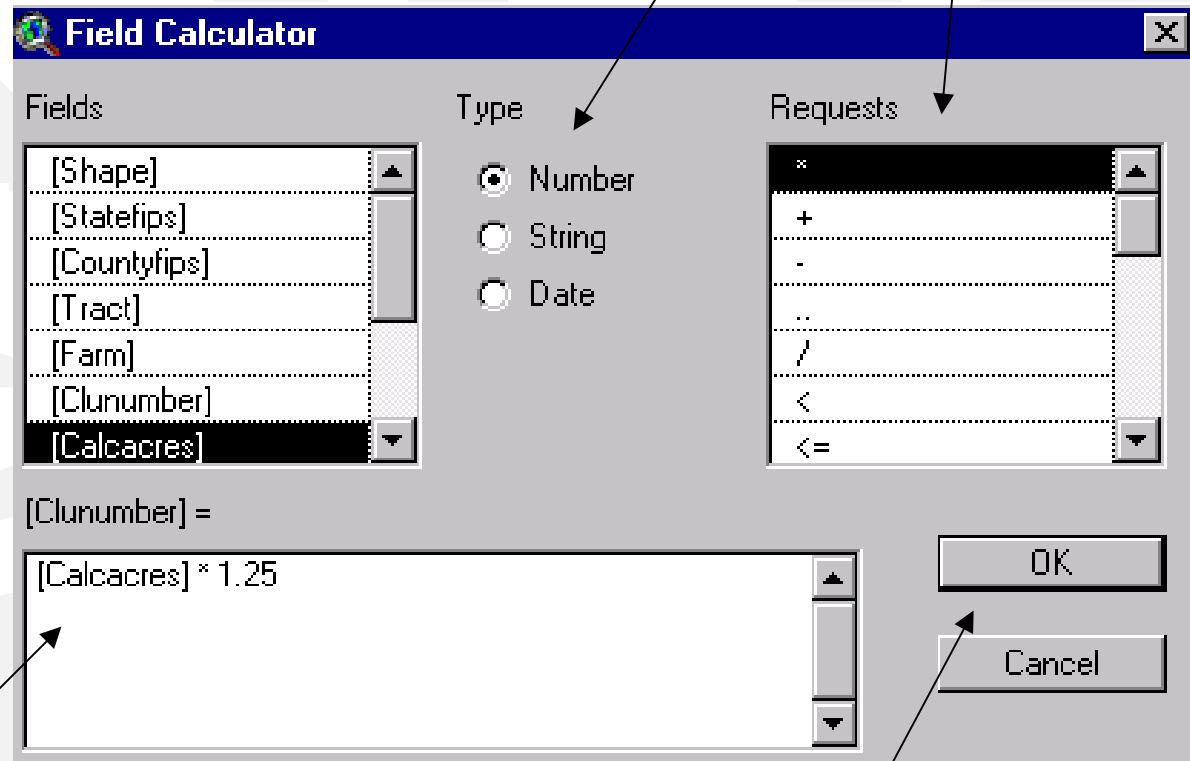 Field Calculator
Fields
[Shape]
[Statefips]
[Countyfips]
[Tract]
[Farm]
[Clunumber]
[Calcacres]
Type
Number
String
Date
Requests
*
+
-
..
/
<
<=
[Clunumber] =
[Calcacres] * 1.25
OK
Cancel